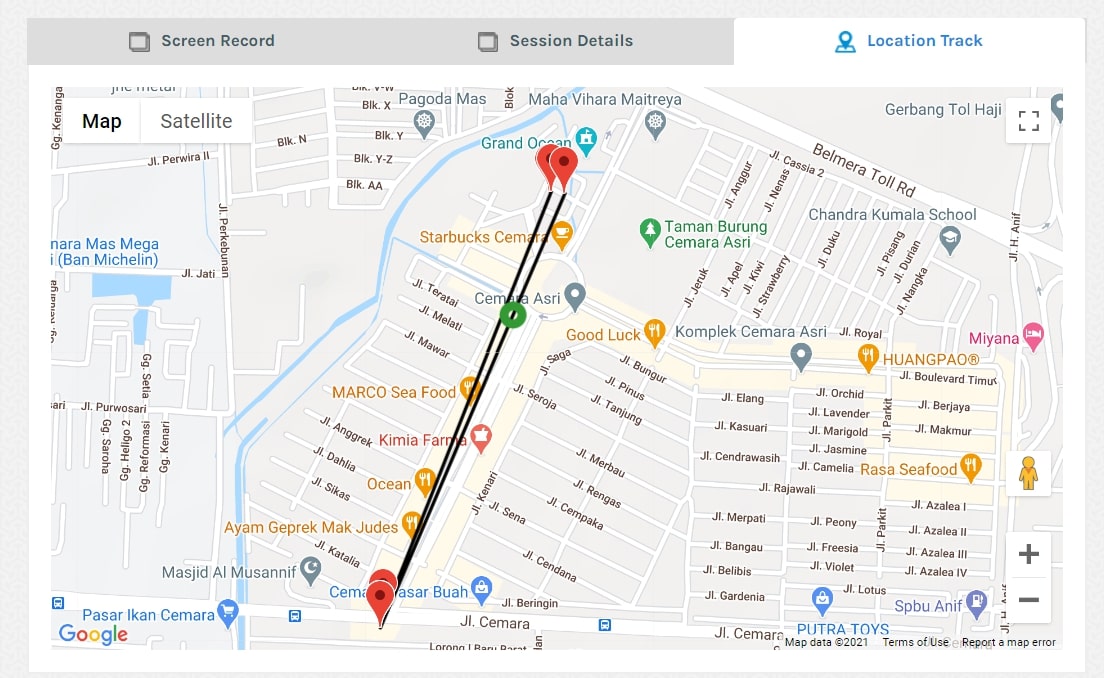 Screen Record
Session Details
Location Track
Map
Satellite
Blk. X
Pagoda Mas
Blok
Maha Vihara Maitreya
Gerbang Tol Haji
Gg. Kenanga
Blk. Y
Blk. N
Grand Ocean
Belmera Toll Rd
Jl. Perwira II
Blk. Y-Z
Jl. Cassia 2
Blk. AA
Jl. Anggur
Jl. Nenas
Jl. Perkebunan
Chandra Kumala School
Jl. H. Anif
Starbucks Cemara
Taman Burung
Cemara Asri
nara Mas Mega
i (Ban Michelin)
Jl. Duku
Jl. Pisang
Jl. Durian
Jl. Nangka
Jl. Jati
Jl. Jeruk
Jl. Apel
Jl. Kiwi
Jl. Strawberry
Jl. Teratai
Cemara Asri
Jl. Melati
Good Luck
Komplek Cemara Asri
Jl. Royal
Miyana
Jl. Mawar
Jl. Saga
Jl. Bungur
HUANGPAO®
Jl. Boulevard Timur
Gg. Setia
Jl. Pinus
MARCO Sea Food
Jl. Seroja
Jl. Tanjung
Jl. Elang
Jl. Orchid
Jl. Parkit
Jl. Berjaya
sari
Jl. Purwosari
Jl. Lavender
Jl. Anggrek
Kimia Farma
Jl. Kasuari
Jl. Marigold
Jl. Makmur
Gg. Saroha
Gg. Heligo 2
Gg. Reformasi
Gg. Kenari
Jl. Dahlia
Jl. Merbau
Jl. Cendrawasih
Jl. Jasmine
Jl. Camelia
Rasa Seafood
Jl. Sikas
Ocean
Jl. Kenari
Jl. Rengas
Jl. Rajawali
Jl. Azalea I
Ayam Geprek Mak Judes
Jl. Sena
Jl. Cempaka
Jl. Merpati
Jl. Peony
Jl. Parkit
Jl. Azalea II
Jl. Katalia
Jl. Bangau
Jl. Freesia
Jl. Azalea III
Masjid Al Musannif
Jl. Cendana
Jl. Belibis
Jl. Violet
Jl. Azalea IV
Pasar Buah
Jl. Beringin
Jl. Gardenia
Jl. Lotus
Spbu Anif
Pasar Ikan Cemara
Jl. Cemara
PUTRA TOYS
Google
Jl. Cemara
Map data ©2021
Terms of Use
Report a map error